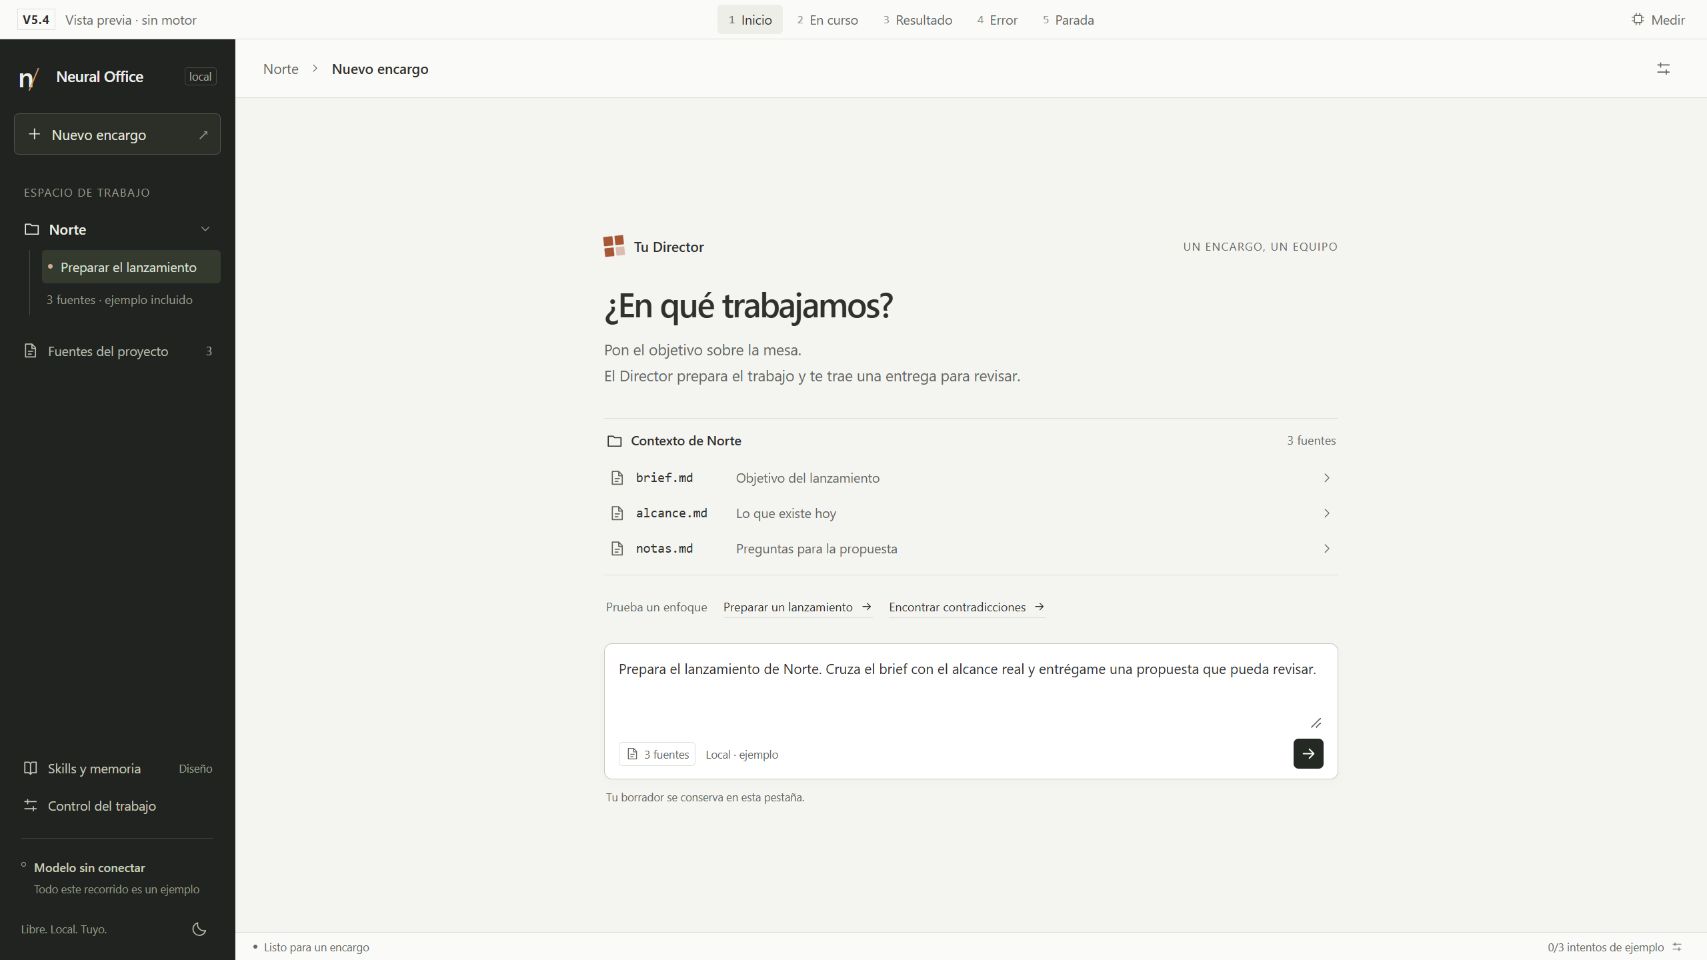 V5.4 Vista previa · sin motor
1 Inicio
2 En curso
3 Resultado
4 Error
5 Parada
Medir
n/ Neural Office local
+ Nuevo encargo
ESPACIO DE TRABAJO
Norte
Preparar el lanzamiento
3 fuentes · ejemplo incluido
Fuentes del proyecto 3
Skills y memoria Diseño
Control del trabajo
Modelo sin conectar
Todo este recorrido es un ejemplo
Libre. Local. Tuyo.
Norte > Nuevo encargo
Tu Director
UN ENCARGO, UN EQUIPO
¿En qué trabajamos?
Pon el objetivo sobre la mesa.
El Director prepara el trabajo y te trae una entrega para revisar.
Contexto de Norte 3 fuentes
brief.md Objetivo del lanzamiento
alcance.md Lo que existe hoy
notas.md Preguntas para la propuesta
Prueba un enfoque Preparar un lanzamiento → Encontrar contradicciones →
Prepara el lanzamiento de Norte. Cruza el brief con el alcance real y entrégame una propuesta que pueda revisar.
3 fuentes Local · ejemplo
Tu borrador se conserva en esta pestaña.
• Listo para un encargo
0/3 intentos de ejemplo